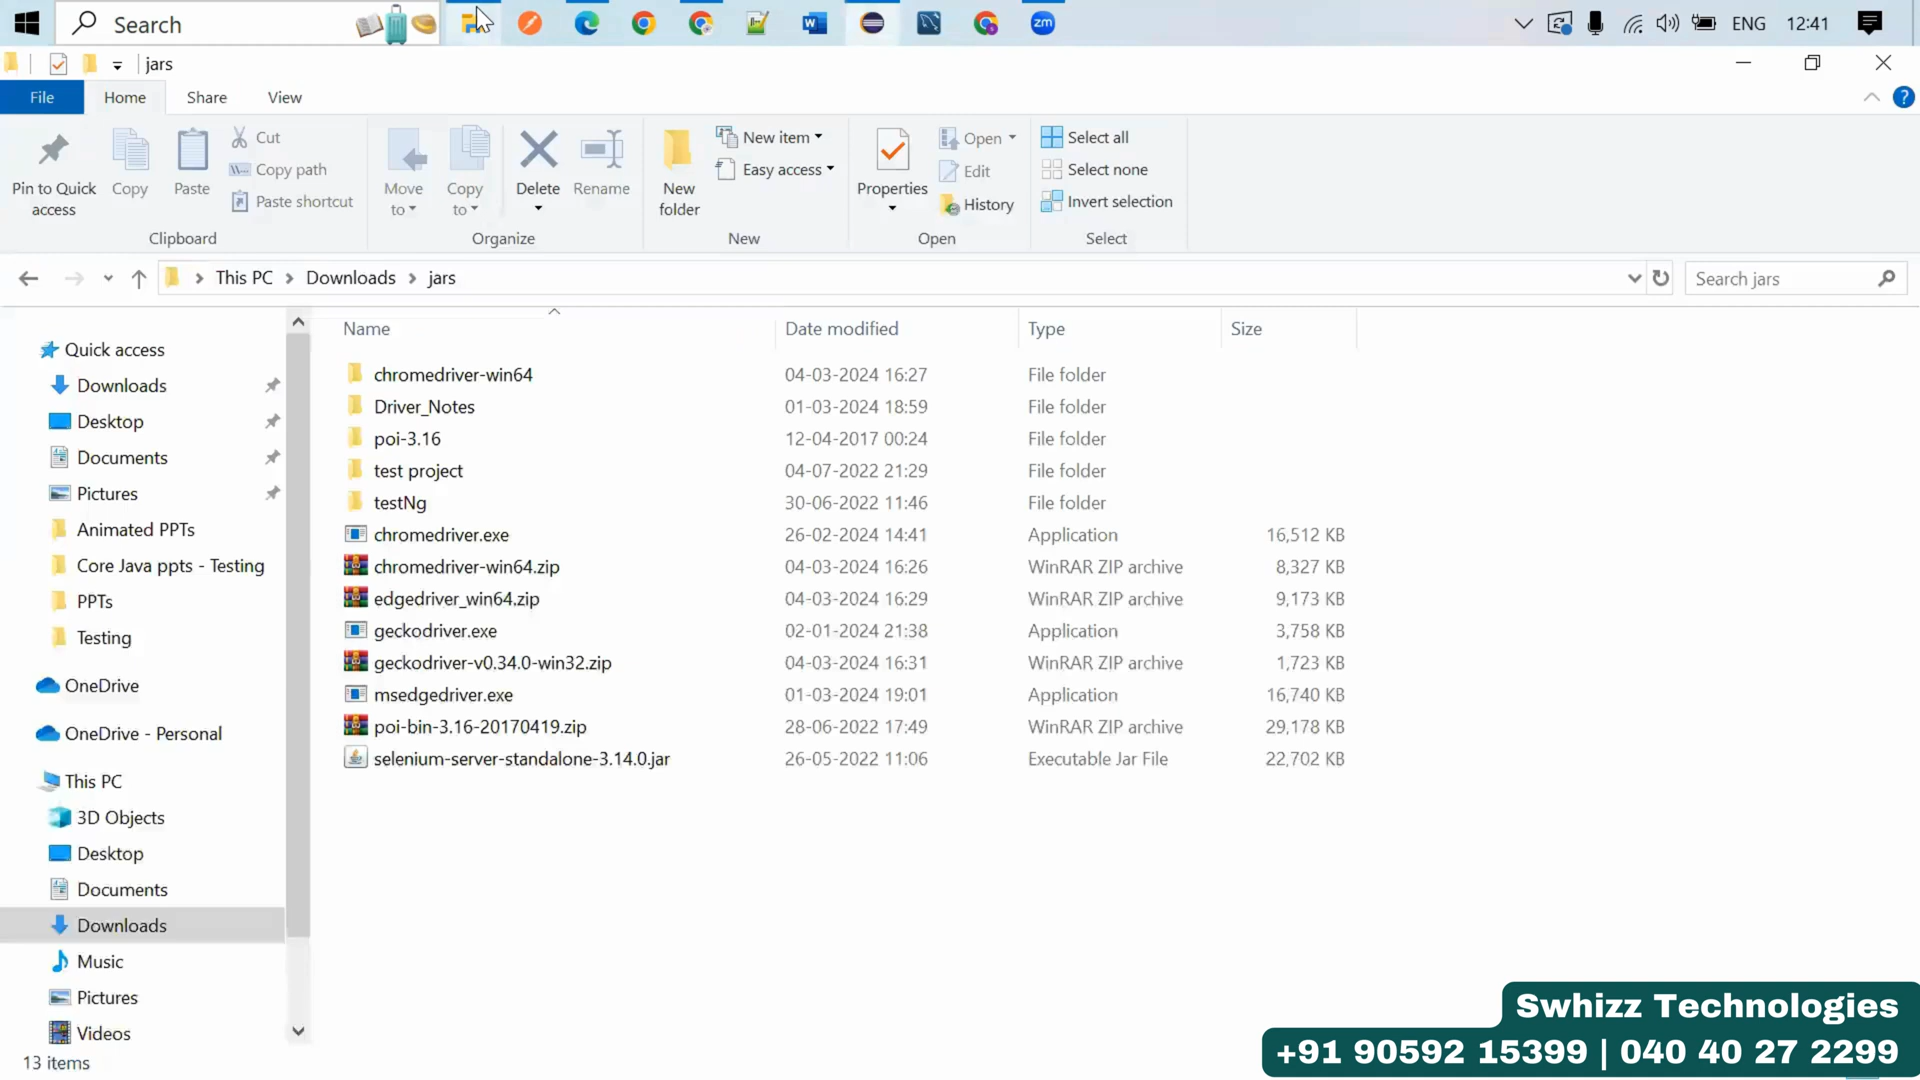 Search
zm
ENG
12:41
jars
File
Home
Share
View
Pin to Quick access
Copy
Paste
Cut
Copy path
Paste shortcut
Clipboard
Move to
Copy to
Delete
Rename
Organize
New folder
New item
Easy access
New
Properties
Open
Edit
History
Open
Select all
Select none
Invert selection
Select
This PC > Downloads > jars
Search jars
Quick access
Downloads
Desktop
Documents
Pictures
Animated PPTs
Core Java ppts - Testing
PPTs
Testing
OneDrive
OneDrive - Personal
This PC
3D Objects
Desktop
Documents
Downloads
Music
Pictures
Videos
Name Date modified Type Size
chromedriver-win64 04-03-2024 16:27 File folder
Driver_Notes 01-03-2024 18:59 File folder
poi-3.16 12-04-2017 00:24 File folder
test project 04-07-2022 21:29 File folder
testNg 30-06-2022 11:46 File folder
chromedriver.exe 26-02-2024 14:41 Application 16,512 KB
chromedriver-win64.zip 04-03-2024 16:26 WinRAR ZIP archive 8,327 KB
edgedriver_win64.zip 04-03-2024 16:29 WinRAR ZIP archive 9,173 KB
geckodriver.exe 02-01-2024 21:38 Application 3,758 KB
geckodriver-v0.34.0-win32.zip 04-03-2024 16:31 WinRAR ZIP archive 1,723 KB
msedgedriver.exe 01-03-2024 19:01 Application 16,740 KB
poi-bin-3.16-20170419.zip 28-06-2022 17:49 WinRAR ZIP archive 29,178 KB
selenium-server-standalone-3.14.0.jar 26-05-2022 11:06 Executable Jar File 22,702 KB
13 items
Swhizz Technologies
+91 90592 15399 | 040 40 27 2299